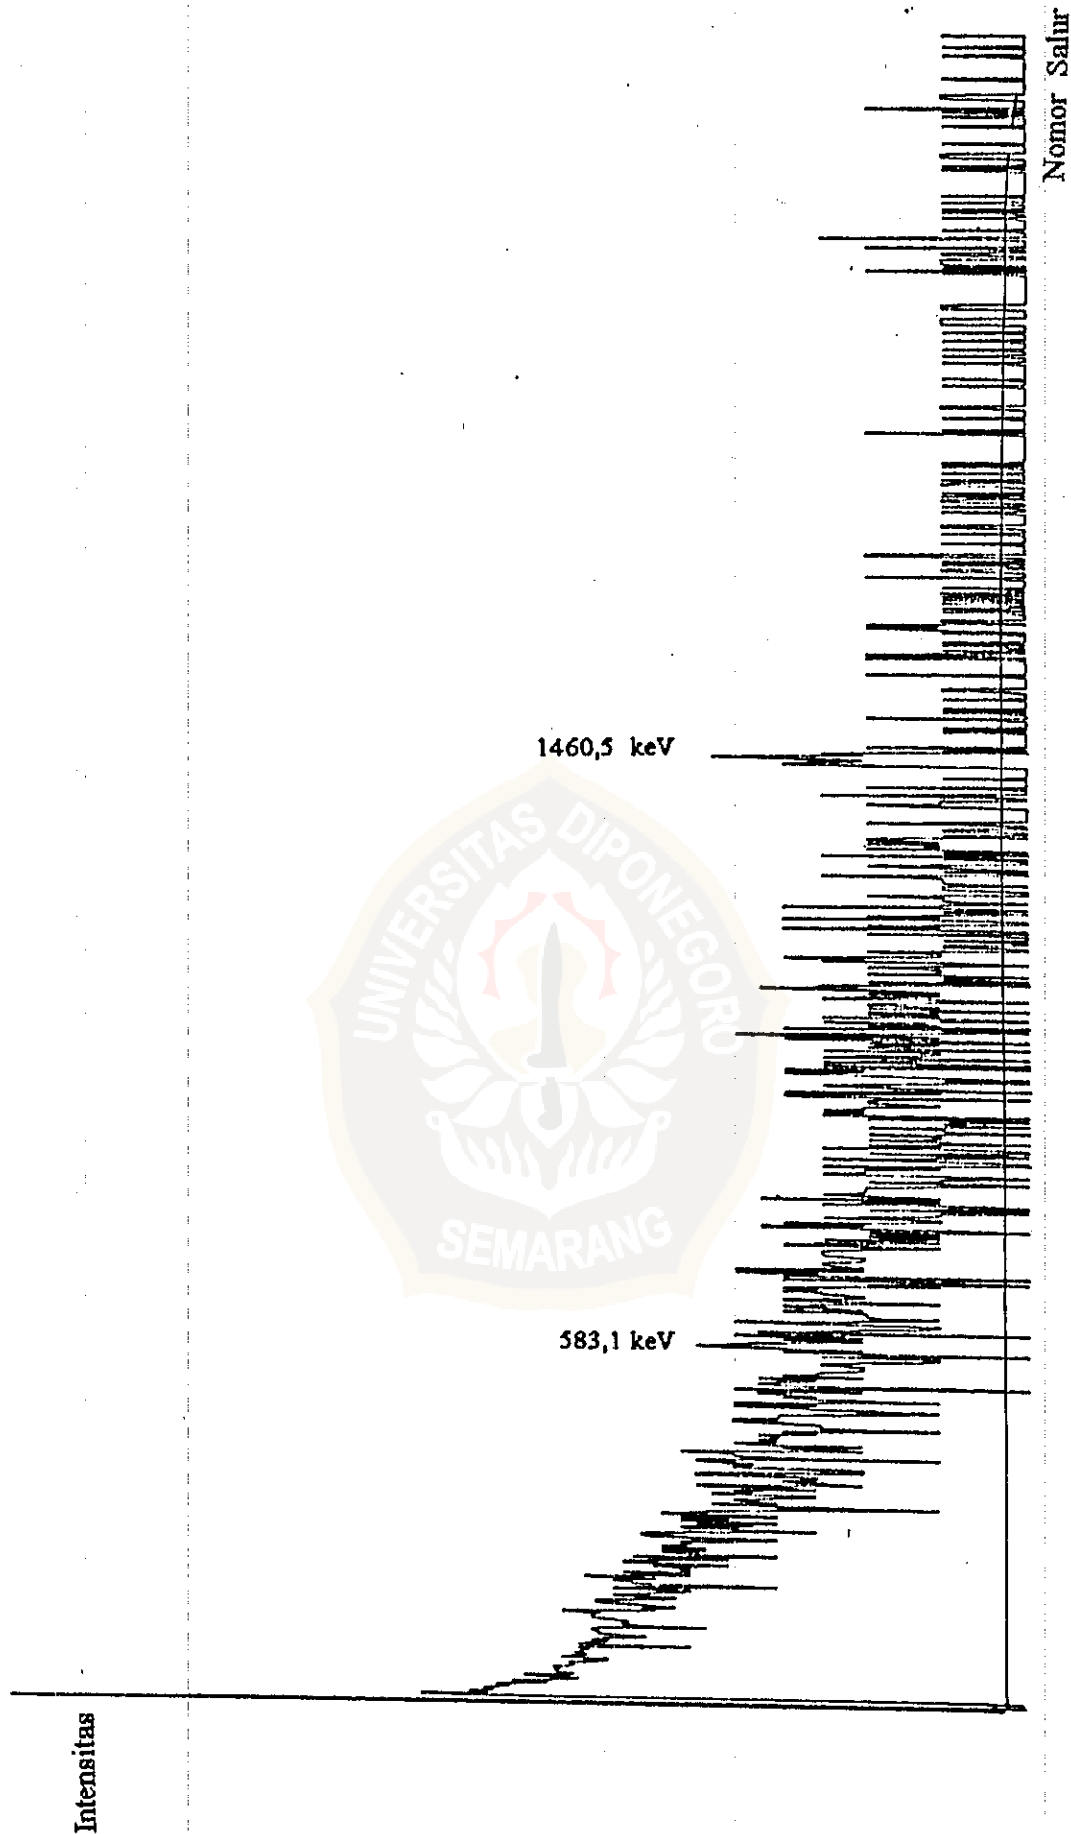 Nomor Salur
1460,5 keV
UNIVERSITAS DIPONEGORO
SEMARANG
583,1 keV
Intensitas